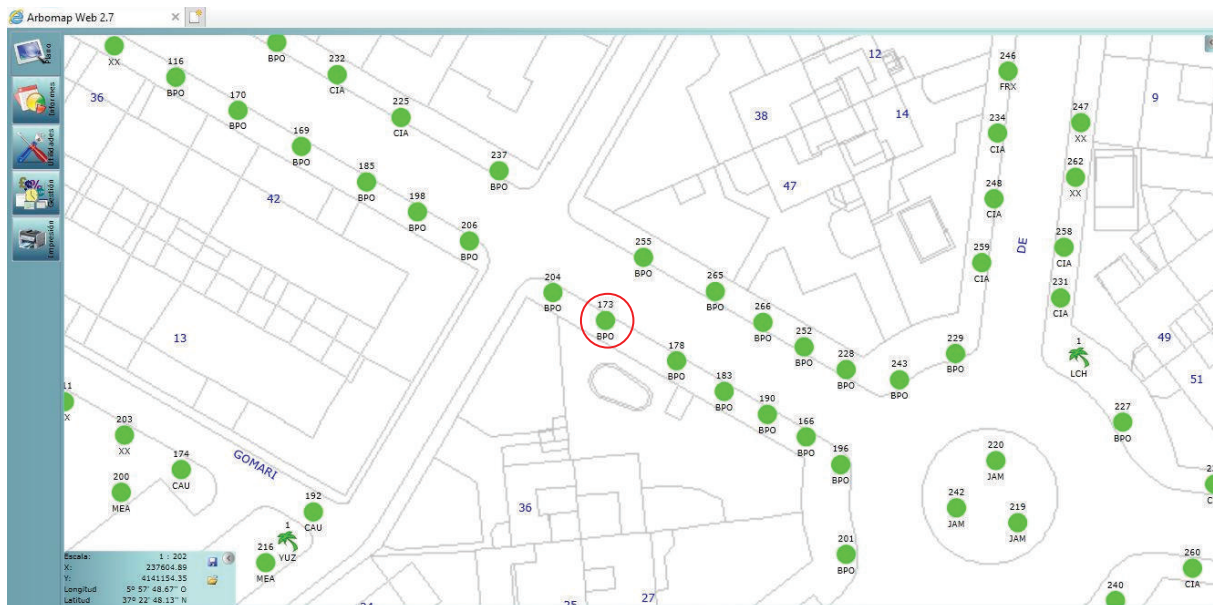 Arbomap Web 2.7
Plano
Informes
Utilidades
Gestión
Impresión
XX
116
BPO
170
BPO
169
BPO
185
BPO
198
BPO
206
BPO
BPO
232
CIA
225
CIA
237
BPO
36
42
13
12
38
14
47
9
49
51
246
FRX
234
CIA
248
CIA
259
CIA
DE
247
XX
262
XX
258
CIA
231
CIA
1
LCH
227
BPO
255
BPO
265
BPO
266
BPO
252
BPO
228
BPO
243
BPO
229
BPO
204
BPO
173
BPO
178
BPO
183
BPO
190
BPO
166
BPO
196
BPO
201
BPO
220
JAM
242
JAM
219
JAM
260
CIA
240
203
XX
174
CAU
200
MEA
192
CAU
1
YUZ
216
MEA
GOMARI
36
25
27
Escala: 1 : 202
X: 237604.89
Y: 4141154.35
Longitud 5º 57' 48.67'' O
Latitud 37º 22' 48.13'' N